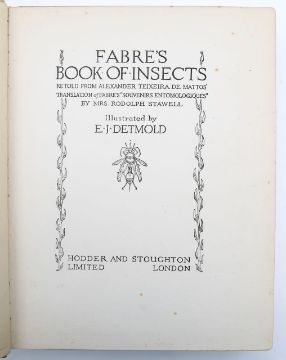 FABRE'S
BOOK OF INSECTS
RETOLD FROM ALEXANDER TEIXEIRA DE MATTOS'
TRANSLATION of FABRE'S "SOUVENIRS ENTOMOLOGIQUES"
BY MRS. RODOLPH STAWELL
Illustrated by
E·J·DETMOLD
HODDER AND STOUGHTON
LIMITED LONDON